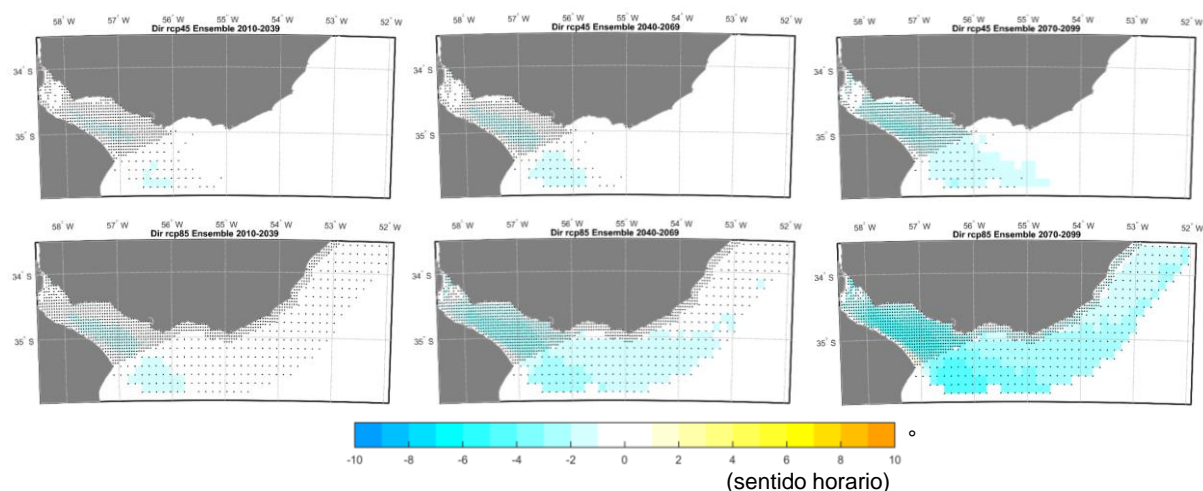 58° W 57° W 56° W 55° W 54° W 53° W 52° W
Dir rcp45 Ensemble 2010-2039
34° S
35° S
58° W 57° W 56° W 55° W 54° W 53° W 52° W
Dir rcp45 Ensemble 2040-2069
34° S
35° S
58° W 57° W 56° W 55° W 54° W 53° W 52° W
Dir rcp45 Ensemble 2070-2099
34° S
35° S
58° W 57° W 56° W 55° W 54° W 53° W 52° W
Dir rcp85 Ensemble 2010-2039
34° S
35° S
58° W 57° W 56° W 55° W 54° W 53° W 52° W
Dir rcp85 Ensemble 2040-2069
34° S
35° S
58° W 57° W 56° W 55° W 54° W 53° W 52° W
Dir rcp85 Ensemble 2070-2099
34° S
35° S
-10 -8 -6 -4 -2 0 2 4 6 8 10 °
(sentido horario)